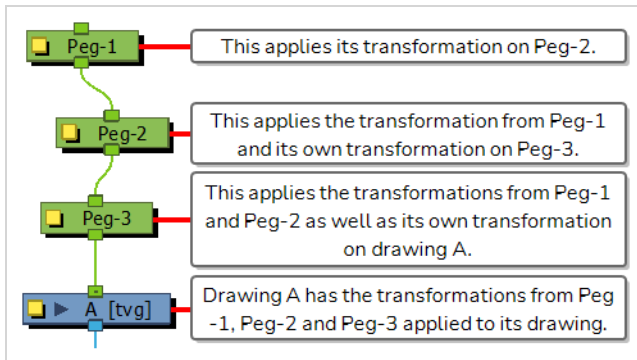 Peg-1
This applies its transformation on Peg-2.
Peg-2
This applies the transformation from Peg-1
and its own transformation on Peg-3.
Peg-3
This applies the transformations from Peg-1
and Peg-2 as well as its own transformation
on drawing A.
A [tvg]
Drawing A has the transformations from Peg
-1, Peg-2 and Peg-3 applied to its drawing.